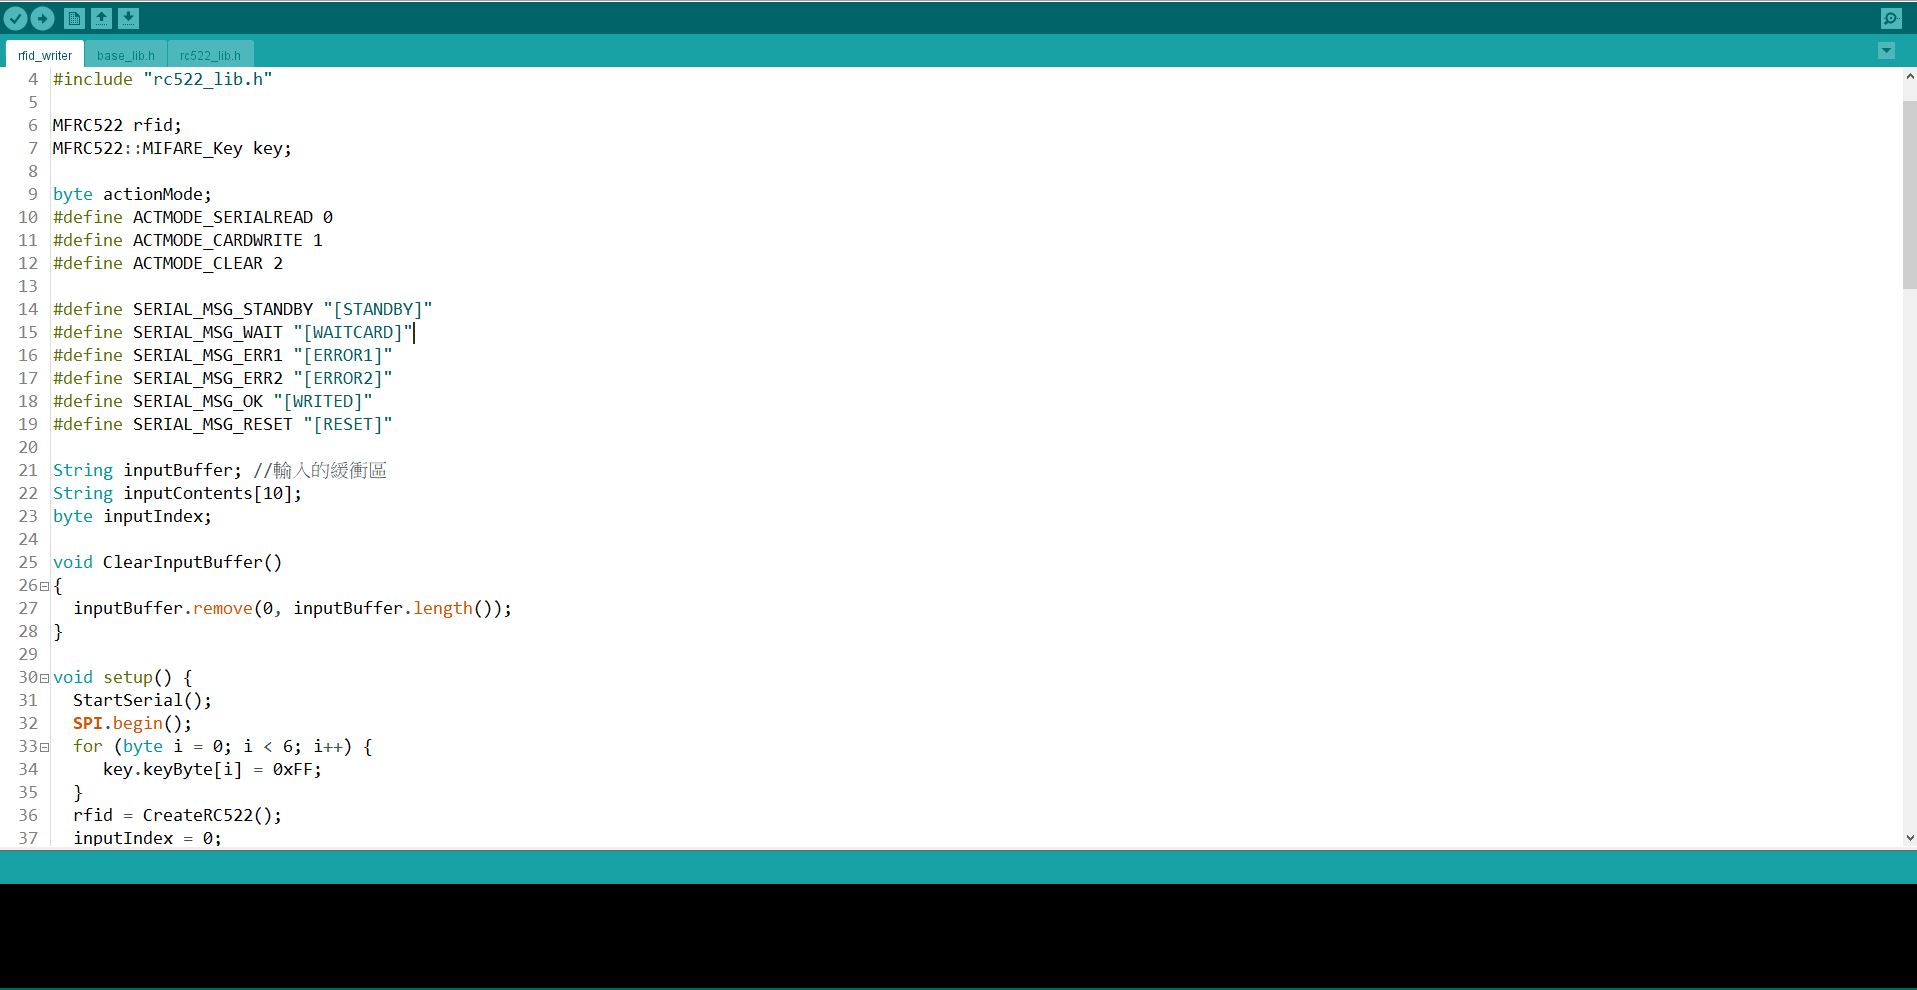 rfid_writer base_lib.h rc522_lib.h
4 #include "rc522_lib.h"
5
6 MFRC522 rfid;
7 MFRC522::MIFARE_Key key;
8
9 byte actionMode;
10 #define ACTMODE_SERIALREAD 0
11 #define ACTMODE_CARDWRITE 1
12 #define ACTMODE_CLEAR 2
13
14 #define SERIAL_MSG_STANDBY "[STANDBY]"
15 #define SERIAL_MSG_WAIT "[WAITCARD]"
16 #define SERIAL_MSG_ERR1 "[ERROR1]"
17 #define SERIAL_MSG_ERR2 "[ERROR2]"
18 #define SERIAL_MSG_OK "[WRITED]"
19 #define SERIAL_MSG_RESET "[RESET]"
20
21 String inputBuffer; //輸入的緩衝區
22 String inputContents[10];
23 byte inputIndex;
24
25 void ClearInputBuffer()
26 {
27   inputBuffer.remove(0, inputBuffer.length());
28 }
29
30 void setup() {
31   StartSerial();
32   SPI.begin();
33   for (byte i = 0; i < 6; i++) {
34      key.keyByte[i] = 0xFF;
35   }
36   rfid = CreateRC522();
37   inputIndex = 0;